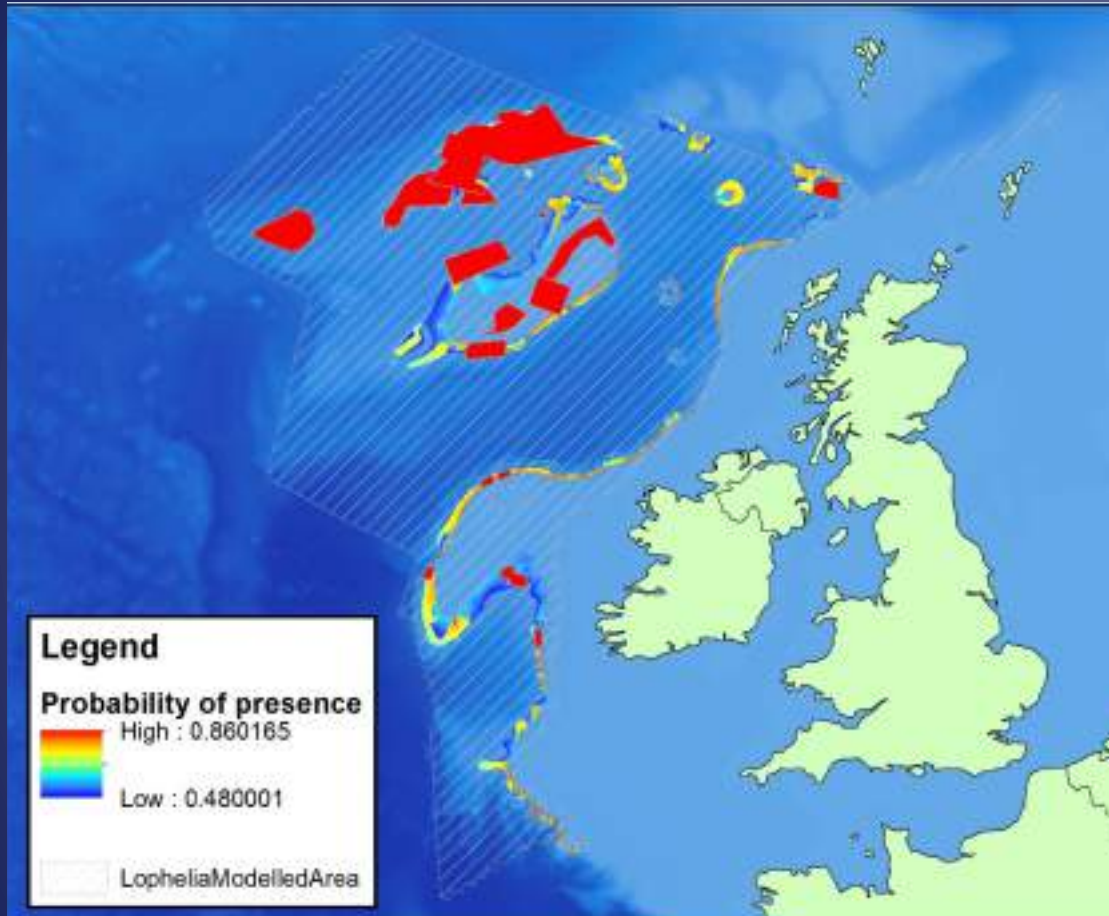 Legend
Probability of presence
High : 0.860165
Low : 0.480001
LopheliaModelledArea